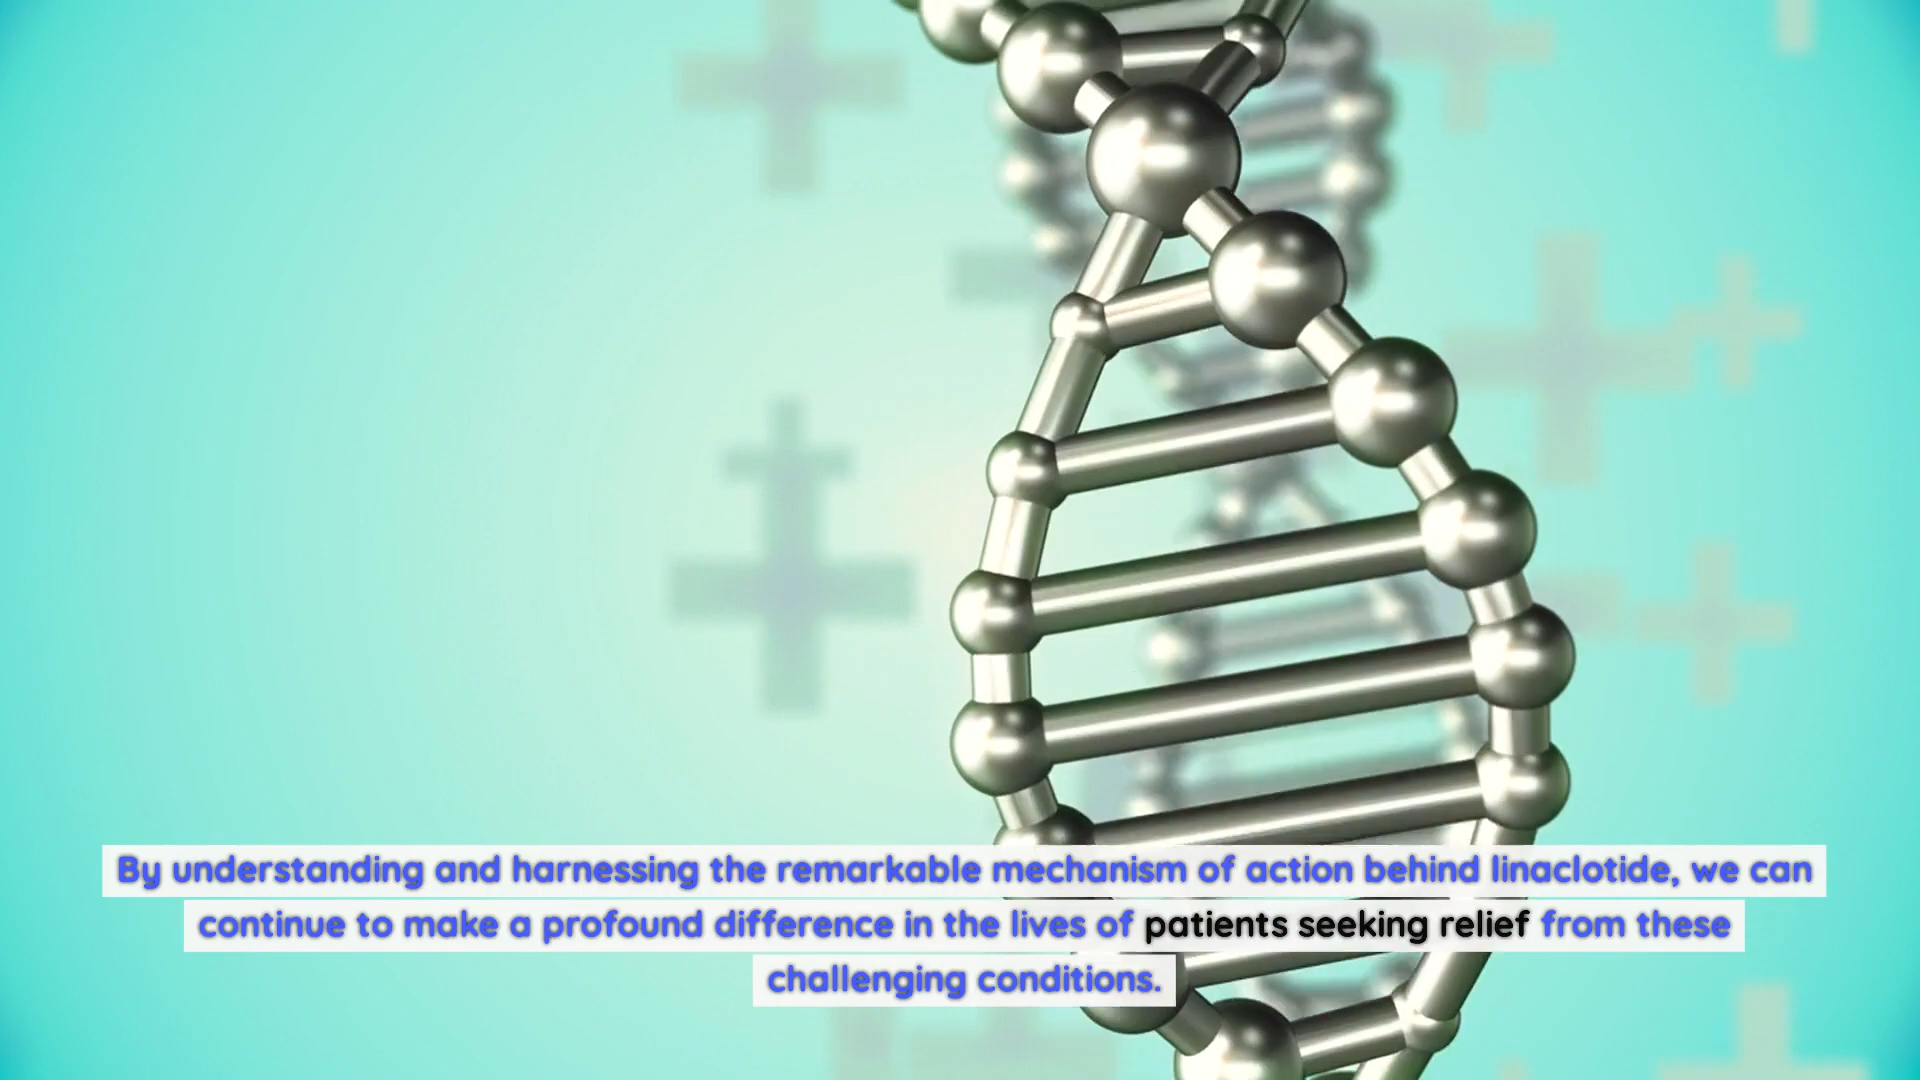 By understanding and harnessing the remarkable mechanism of action behind linaclotide, we can
continue to make a profound difference in the lives of patients seeking relief from these
challenging conditions.